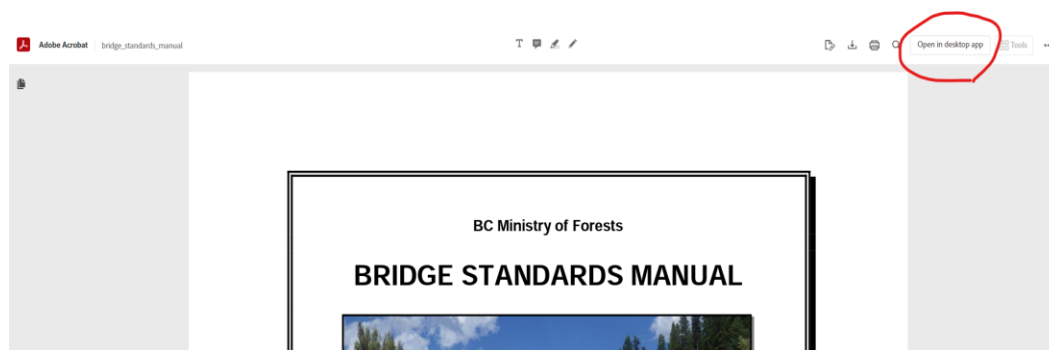 Adobe Acrobat bridge_standards_manual T Open in desktop app Tools
BC Ministry of Forests
BRIDGE STANDARDS MANUAL